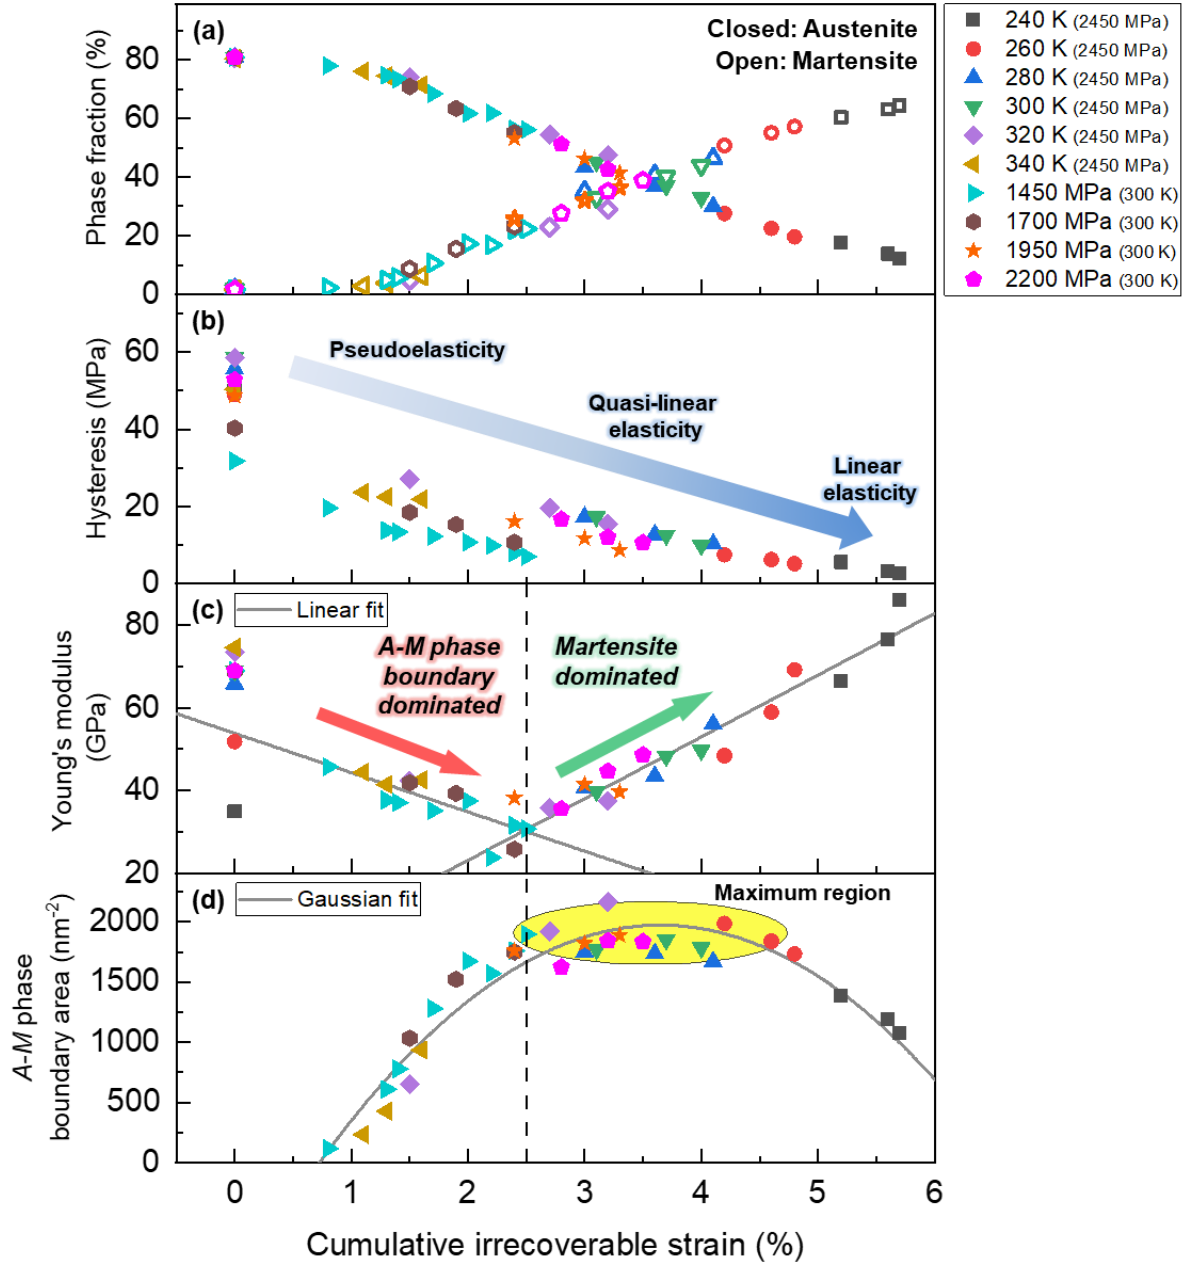 (a)
Closed: Austenite
Open: Martensite
Phase fraction (%)
80
60
40
20
0
240 K (2450 MPa)
260 K (2450 MPa)
280 K (2450 MPa)
300 K (2450 MPa)
320 K (2450 MPa)
340 K (2450 MPa)
1450 MPa (300 K)
1700 MPa (300 K)
1950 MPa (300 K)
2200 MPa (300 K)
(b)
Pseudoelasticity
Quasi-linear
elasticity
Linear
elasticity
Hysteresis (MPa)
60
40
20
0
(c)
Linear fit
A-M phase
boundary
dominated
Martensite
dominated
Young's modulus
(GPa)
80
60
40
20
(d)
Gaussian fit
Maximum region
A-M phase
boundary area (nm-2)
2000
1500
1000
500
0
0 1 2 3 4 5 6
Cumulative irrecoverable strain (%)